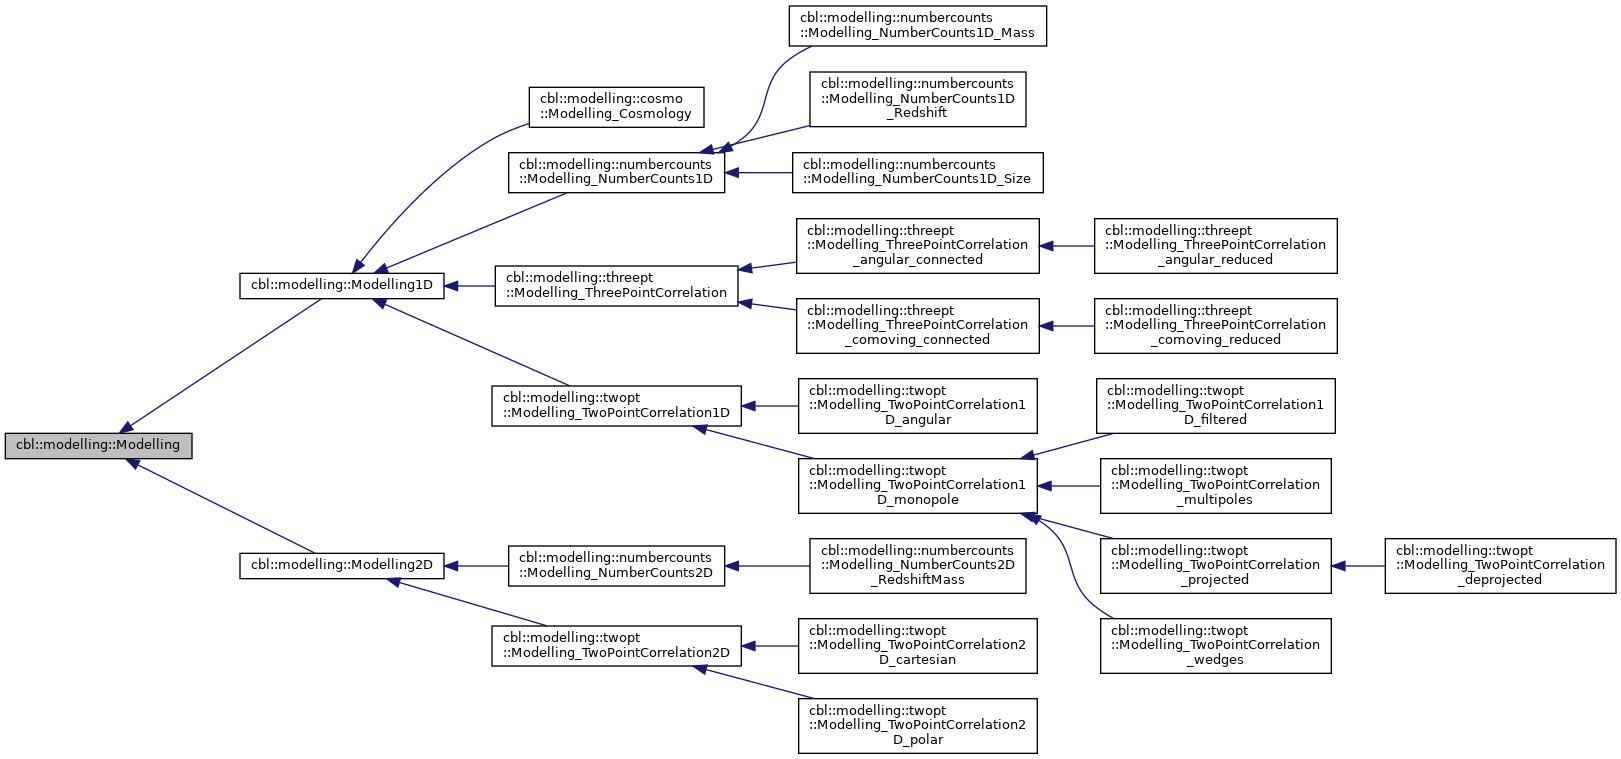 cbl::modelling::numbercounts
::Modelling_NumberCounts1D_Mass
cbl::modelling::numbercounts
::Modelling_NumberCounts1D
_Redshift
cbl::modelling::cosmo
::Modelling_Cosmology
cbl::modelling::numbercounts
::Modelling_NumberCounts1D
cbl::modelling::numbercounts
::Modelling_NumberCounts1D_Size
cbl::modelling::threept
::Modelling_ThreePointCorrelation
_angular_connected
cbl::modelling::threept
::Modelling_ThreePointCorrelation
_angular_reduced
cbl::modelling::Modelling1D
cbl::modelling::threept
::Modelling_ThreePointCorrelation
cbl::modelling::threept
::Modelling_ThreePointCorrelation
_comoving_connected
cbl::modelling::threept
::Modelling_ThreePointCorrelation
_comoving_reduced
cbl::modelling::twopt
::Modelling_TwoPointCorrelation1D
cbl::modelling::twopt
::Modelling_TwoPointCorrelation1
D_angular
cbl::modelling::twopt
::Modelling_TwoPointCorrelation1
D_filtered
cbl::modelling::Modelling
cbl::modelling::twopt
::Modelling_TwoPointCorrelation1
D_monopole
cbl::modelling::twopt
::Modelling_TwoPointCorrelation
_multipoles
cbl::modelling::Modelling2D
cbl::modelling::numbercounts
::Modelling_NumberCounts2D
cbl::modelling::numbercounts
::Modelling_NumberCounts2D
_RedshiftMass
cbl::modelling::twopt
::Modelling_TwoPointCorrelation
_projected
cbl::modelling::twopt
::Modelling_TwoPointCorrelation
_deprojected
cbl::modelling::twopt
::Modelling_TwoPointCorrelation2D
cbl::modelling::twopt
::Modelling_TwoPointCorrelation2
D_cartesian
cbl::modelling::twopt
::Modelling_TwoPointCorrelation
_wedges
cbl::modelling::twopt
::Modelling_TwoPointCorrelation2
D_polar